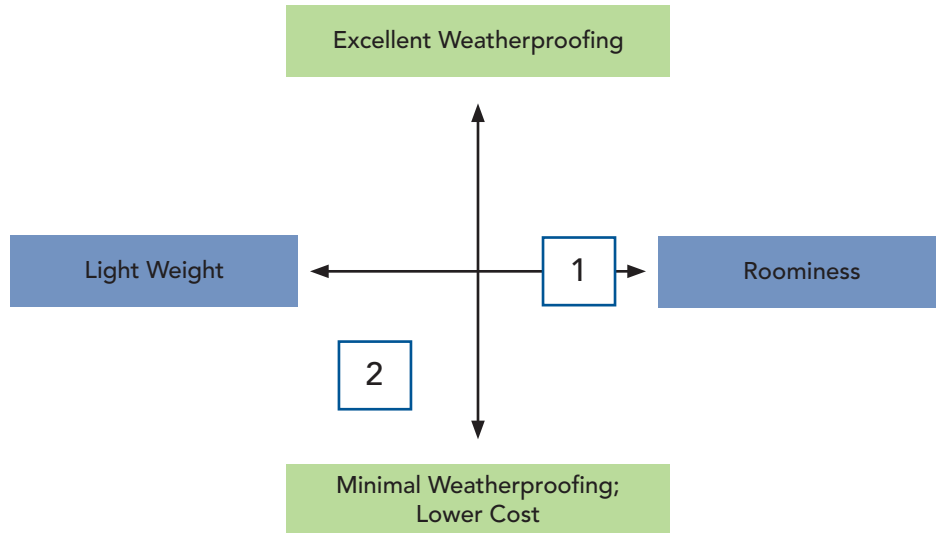 Excellent Weatherproofing
Light Weight
1
Roominess
2
Minimal Weatherproofing;
Lower Cost